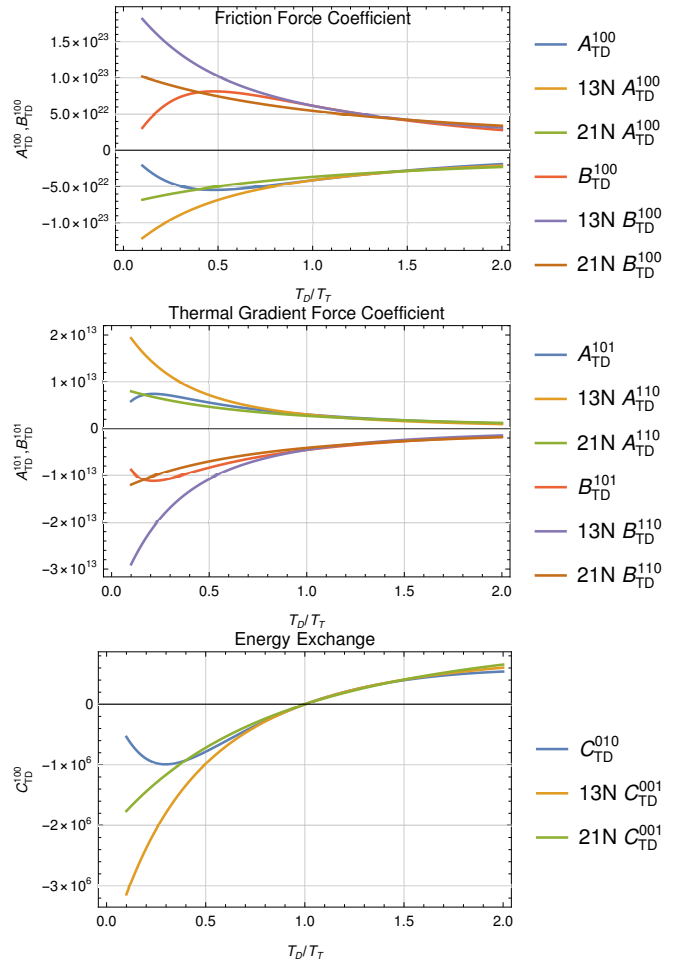 Friction Force Coefficient
1.5×10^23
1.0×10^23
5.0×10^22
0
-5.0×10^22
-1.0×10^23
A_TD^100, B_TD^100
0.0 0.5 1.0 1.5 2.0
T_D/T_T
A_TD^100
13N A_TD^100
21N A_TD^100
B_TD^100
13N B_TD^100
21N B_TD^100
Thermal Gradient Force Coefficient
2×10^13
1×10^13
0
-1×10^13
-2×10^13
-3×10^13
A_TD^101, B_TD^101
0.0 0.5 1.0 1.5 2.0
T_D/T_T
A_TD^101
13N A_TD^110
21N A_TD^110
B_TD^101
13N B_TD^110
21N B_TD^110
Energy Exchange
0
-1×10^6
-2×10^6
-3×10^6
C_TD^100
0.0 0.5 1.0 1.5 2.0
T_D/T_T
C_TD^010
13N C_TD^001
21N C_TD^001